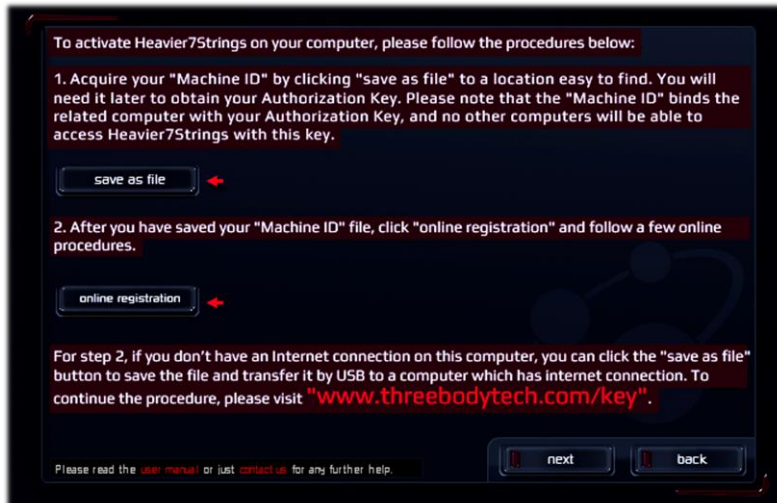 To activate Heavier7Strings on your computer, please follow the procedures below:
1. Acquire your "Machine ID" by clicking "save as file" to a location easy to find. You will
need it later to obtain your Authorization Key. Please note that the "Machine ID" binds the
related computer with your Authorization Key, and no other computers will be able to
access Heavier7Strings with this key.
save as file
2. After you have saved your "Machine ID" file, click "online registration" and follow a few online
procedures.
online registration
For step 2, if you don't have an Internet connection on this computer, you can click the "save as file"
button to save the file and transfer it by USB to a computer which has internet connection. To
continue the procedure, please visit "www.threebodytech.com/key".
next back
Please read the user manual or just contact us for any further help.